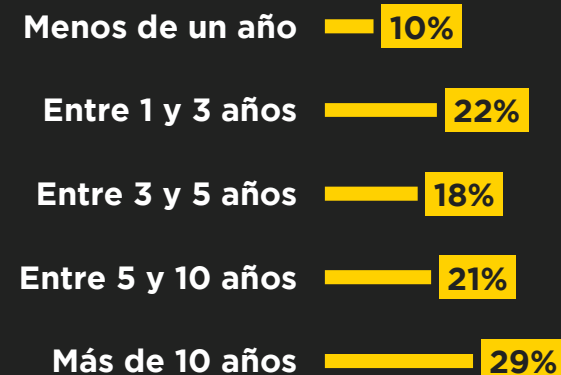 Menos de un año 10%
Entre 1 y 3 años 22%
Entre 3 y 5 años 18%
Entre 5 y 10 años 21%
Más de 10 años 29%